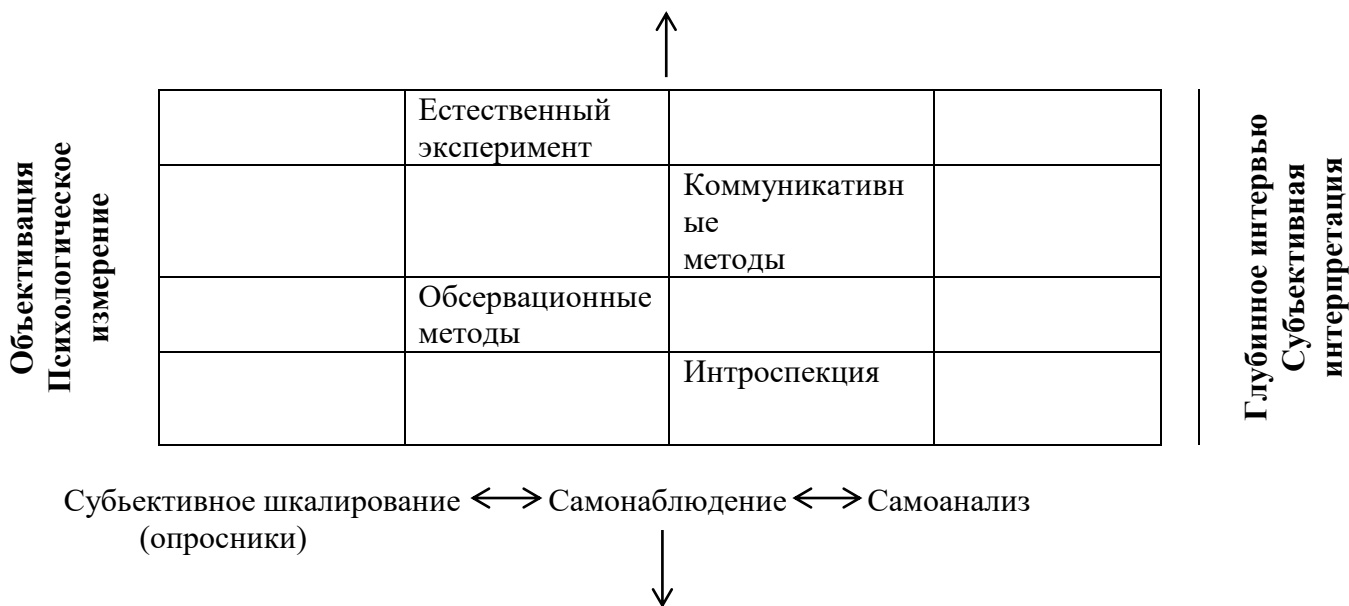 Объективация
Психологическое
измерение
Естественный
эксперимент
Коммуникативн
ые
методы
Обсервационные
методы
Интроспекция
Глубинное интервью
Субъективная
интерпретация
Субьективное шкалирование Самонаблюдение Самоанализ
(опросники)